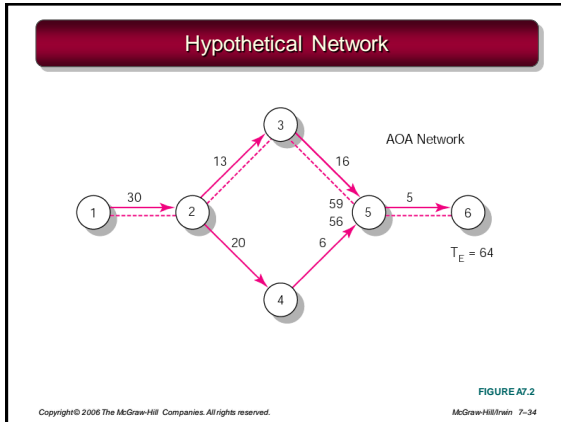 Hypothetical Network
3
AOA Network
13
16
30
59
5
1
2
56
5
6
20
6
T_E = 64
4
FIGURE A7.2
Copyright © 2006 The McGraw-Hill Companies. All rights reserved.
McGraw-Hill/Irwin 7–34